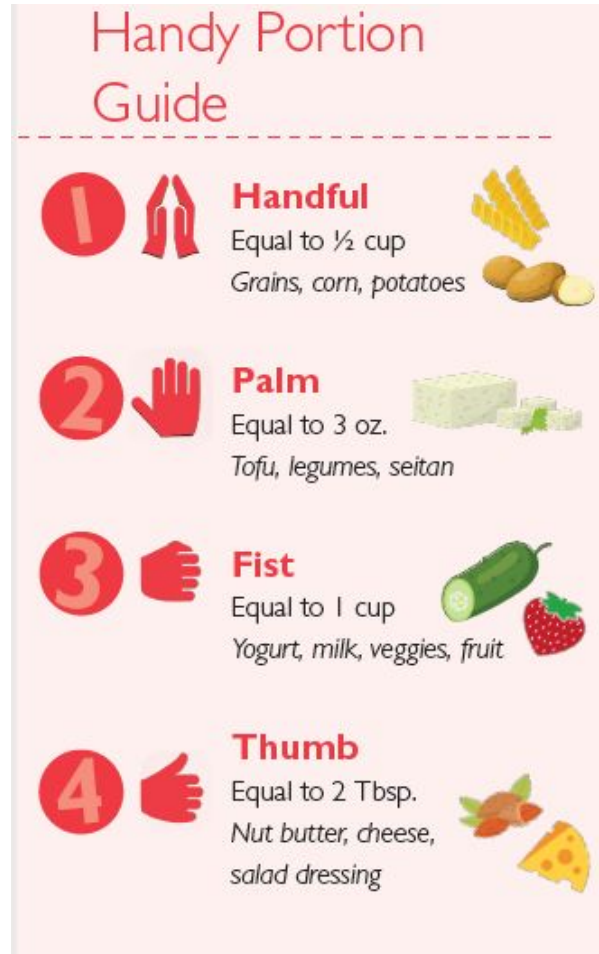 Handy Portion
Guide
1
Handful
Equal to ½ cup
Grains, corn, potatoes
2
Palm
Equal to 3 oz.
Tofu, legumes, seitan
3
Fist
Equal to 1 cup
Yogurt, milk, veggies, fruit
4
Thumb
Equal to 2 Tbsp.
Nut butter, cheese,
salad dressing